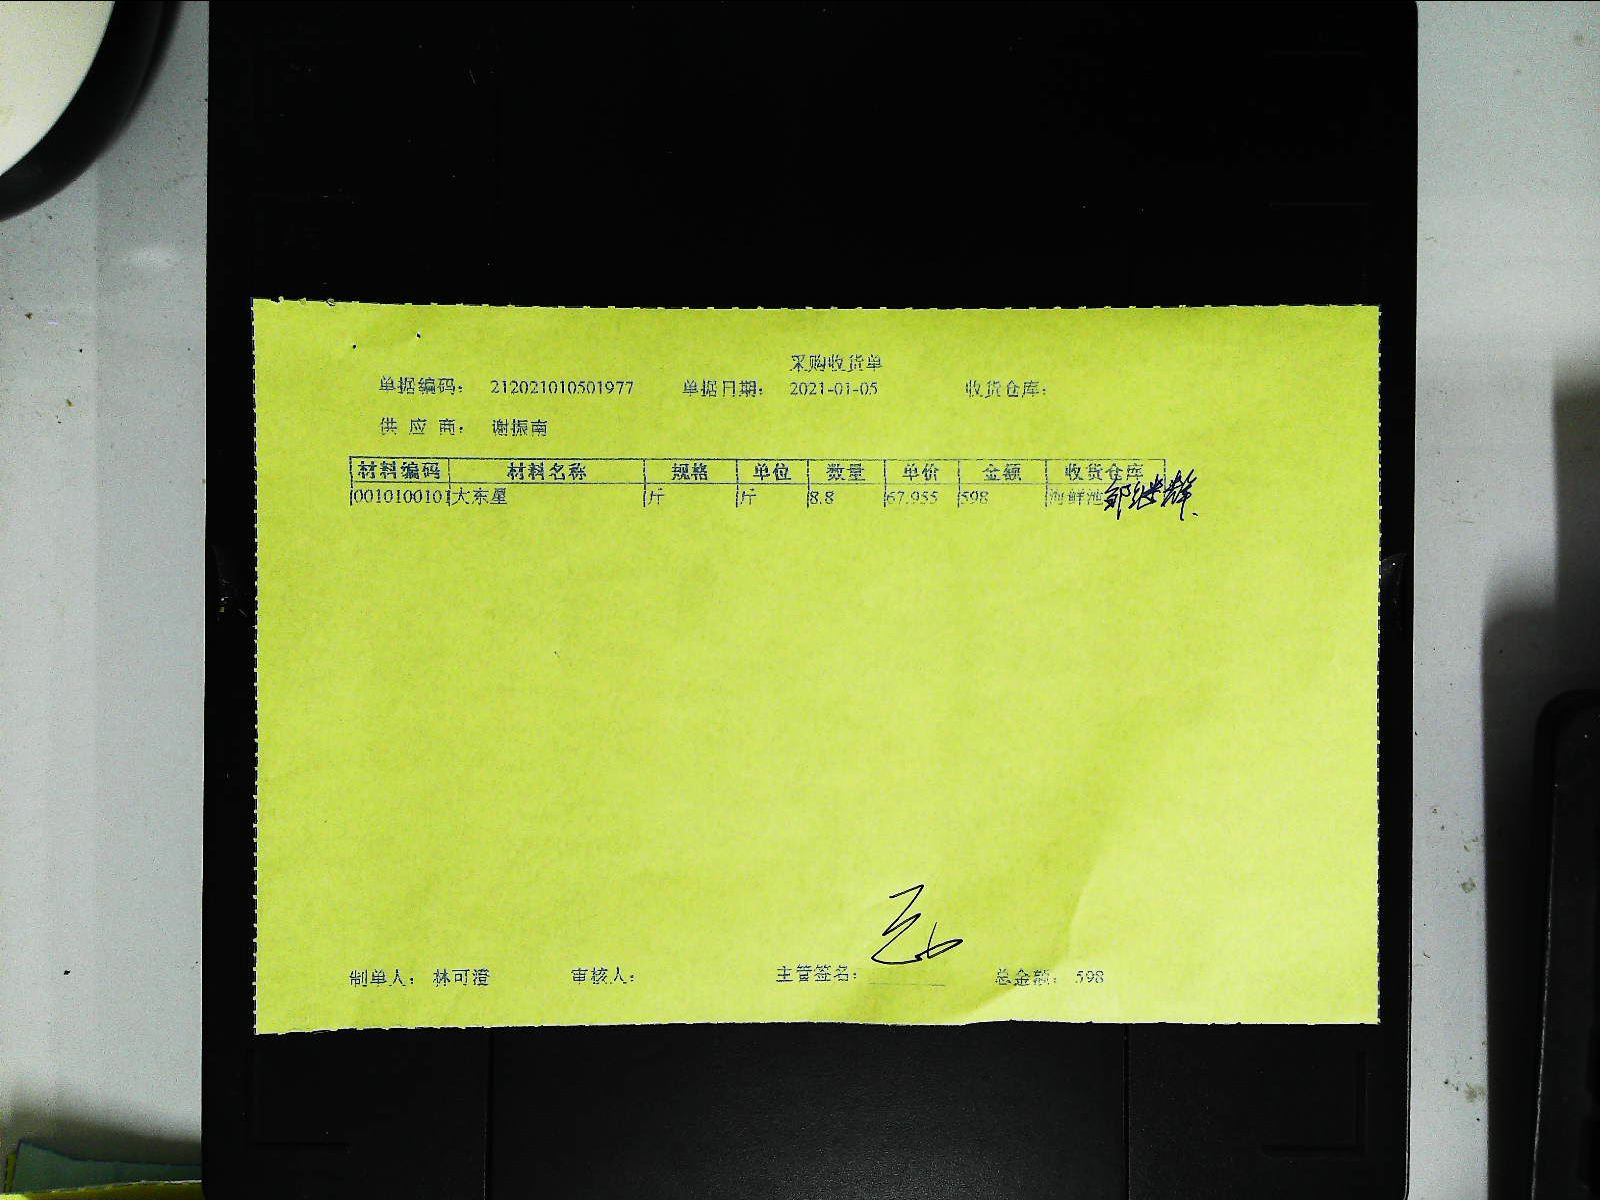 采购收货单
单据编码： 212021010501977 单据日期： 2021-01-05 收货仓库：
供 应 商： 谢振南
材料编码 材料名称 规格 单位 数量 单价 金额 收货仓库
0010100101 大东星 斤 斤 8.8 67.955 598 海鲜池
制单人： 林可澄 审核人： 主管签名： 总金额： 598